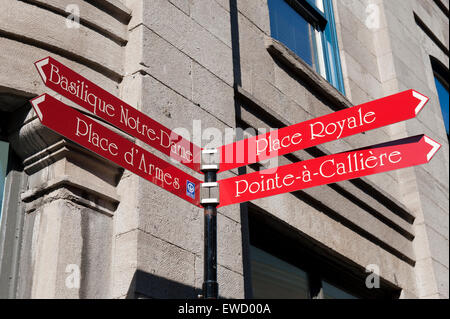 Basilique Notre-Dame
Place d'Armes
Place Royale
Pointe-à-Callière